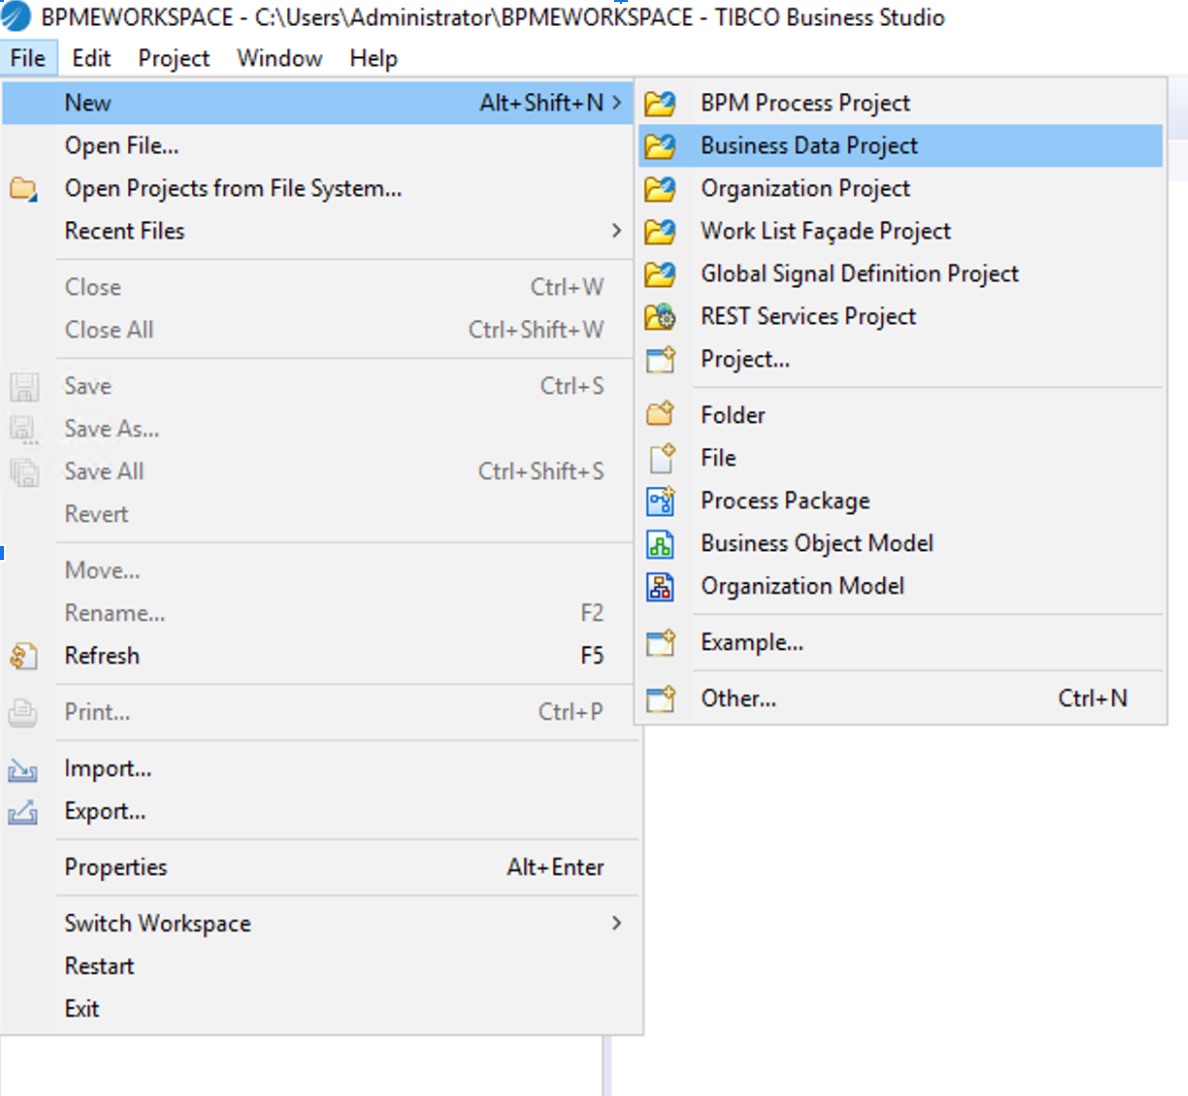 BPMEWORKSPACE - C:\Users\Administrator\BPMEWORKSPACE - TIBCO Business Studio
File Edit Project Window Help
New Alt+Shift+N >
Open File...
Open Projects from File System...
Recent Files >
Close Ctrl+W
Close All Ctrl+Shift+W
Save Ctrl+S
Save As...
Save All Ctrl+Shift+S
Revert
Move...
Rename... F2
Refresh F5
Print... Ctrl+P
Import...
Export...
Properties Alt+Enter
Switch Workspace >
Restart
Exit
BPM Process Project
Business Data Project
Organization Project
Work List Façade Project
Global Signal Definition Project
REST Services Project
Project...
Folder
File
Process Package
Business Object Model
Organization Model
Example...
Other... Ctrl+N